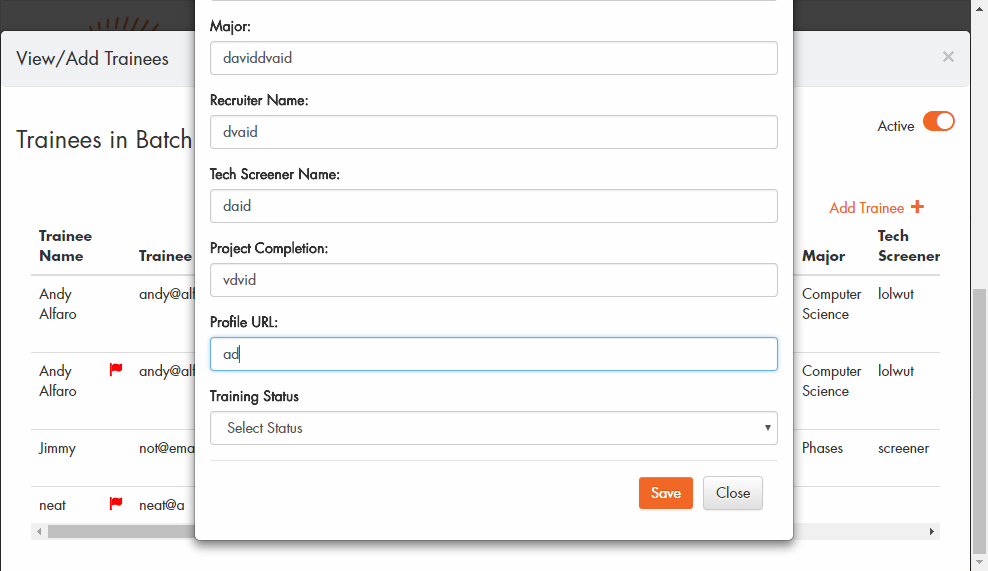 View/Add Trainees
×
Trainees in Batch
Active
Add Trainee +
Trainee Name
Trainee
Major
Tech Screener
Andy Alfaro
andy@alf
Computer Science
lolwut
Andy Alfaro
andy@alf
Computer Science
lolwut
Jimmy
not@ema
Phases
screener
neat
neat@a
Major:
daviddvaid
Recruiter Name:
dvaid
Tech Screener Name:
daid
Project Completion:
vdvid
Profile URL:
ad
Training Status
Select Status
Save
Close